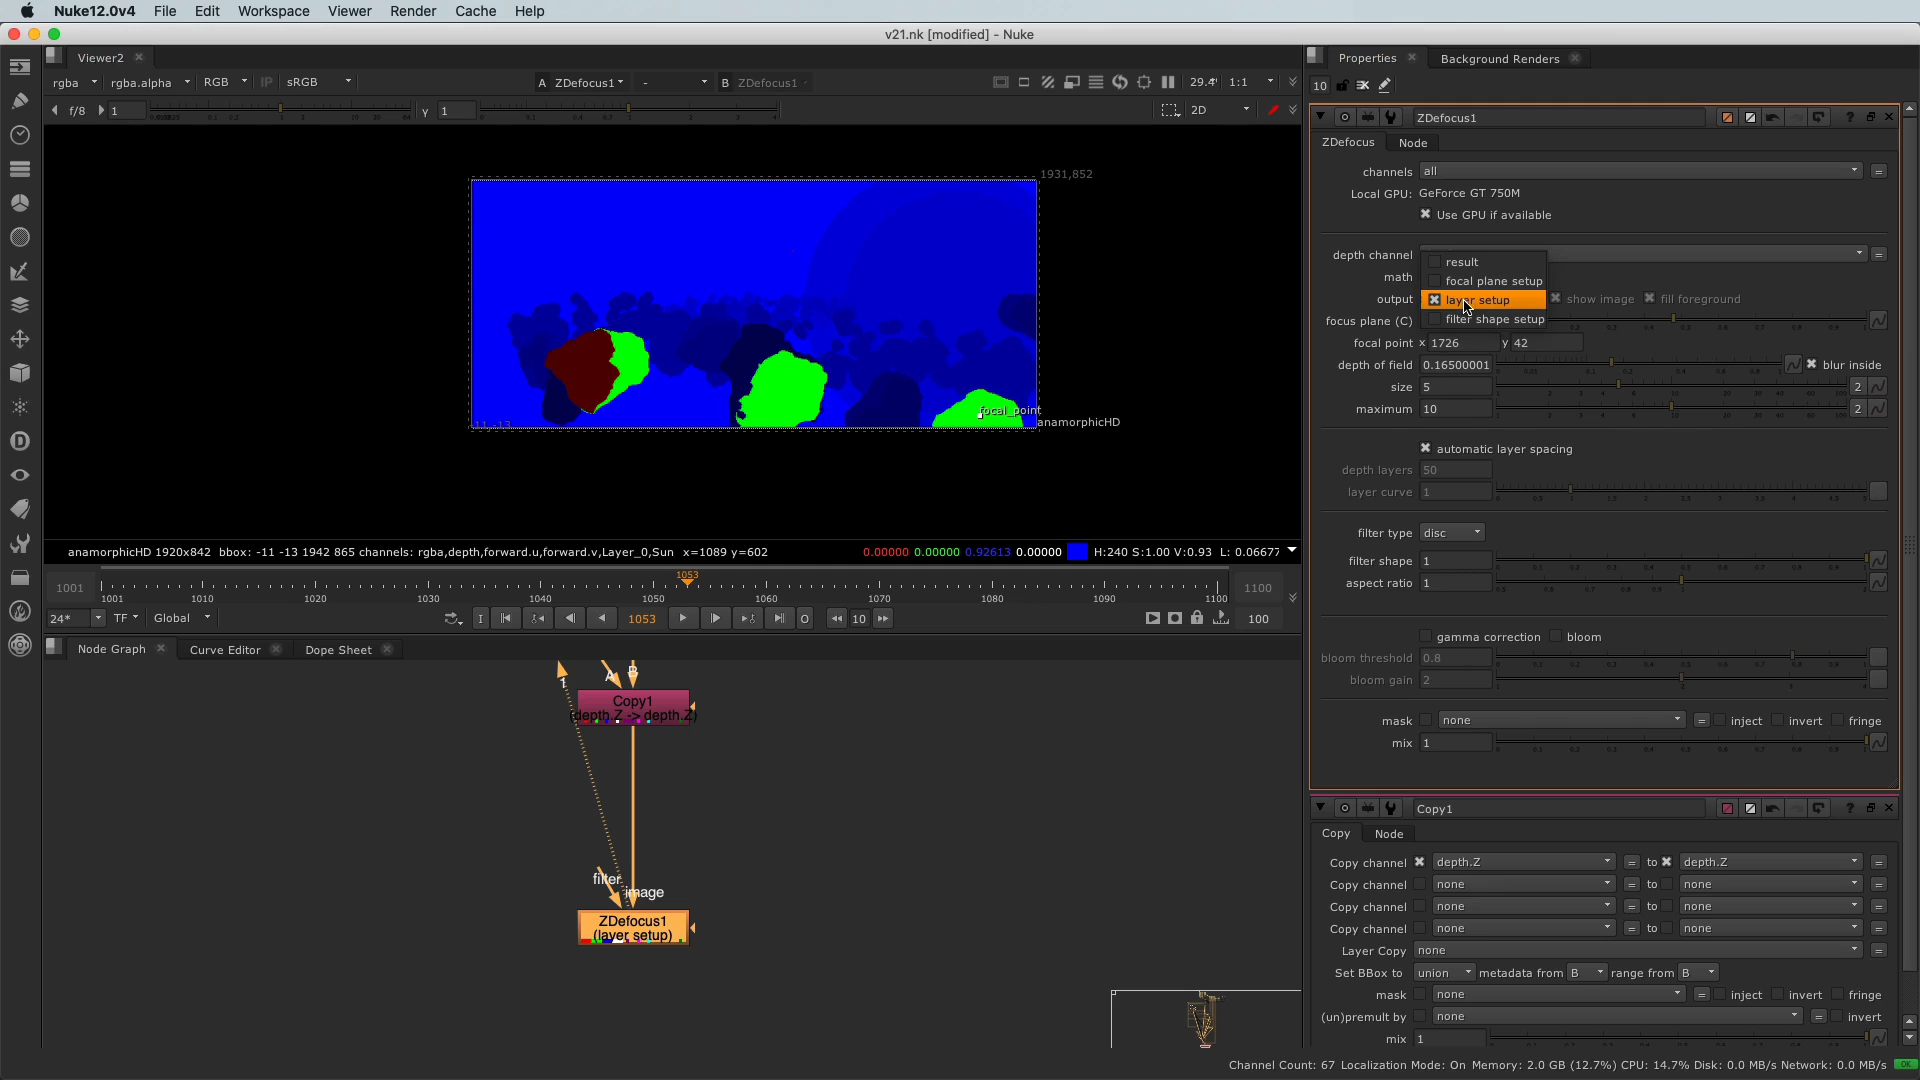 Nuke12.0v4 File Edit Workspace Viewer Render Cache Help
v21.nk [modified] - Nuke
Viewer2
rgba rgba.alpha RGB IP sRGB A ZDefocus1 - B ZDefocus1 29.4 1:1
f/8 1 y 1 2D
1931,852
focal_point
anamorphicHD
-11,-13
anamorphicHD 1920x842 bbox: -11 -13 1942 865 channels: rgba,depth,forward.u,forward.v,Layer_0,Sun x=1089 y=602 0.00000 0.00000 0.92613 0.00000 H:240 S:1.00 V:0.93 L: 0.06677
1053
1001 1001 1010 1020 1030 1040 1050 1060 1070 1080 1090 1100 1100
24* TF Global I 1053 O 10 100
Node Graph Curve Editor Dope Sheet
1 A B
Copy1
(depth.Z -> depth.Z)
filter
image
ZDefocus1
(layer setup)
Properties Background Renders
10
ZDefocus1
ZDefocus Node
channels all =
Local GPU: GeForce GT 750M
Use GPU if available
depth channel =
result
math
focal plane setup
output layer setup show image fill foreground
focus plane (C) filter shape setup
focal point x 1726 y 42
depth of field 0.16500001 blur inside
size 5 2
maximum 10 2
automatic layer spacing
depth layers 50
layer curve 1
filter type disc
filter shape 1
aspect ratio 1
gamma correction bloom
bloom threshold 0.8
bloom gain 2
mask none = inject invert fringe
mix 1
Copy1
Copy Node
Copy channel depth.Z = to depth.Z =
Copy channel none = to none =
Copy channel none = to none =
Copy channel none = to none =
Layer Copy none =
Set BBox to union metadata from B range from B
mask none = inject invert fringe
(un)premult by none = invert
mix 1
Channel Count: 67 Localization Mode: On Memory: 2.0 GB (12.7%) CPU: 14.7% Disk: 0.0 MB/s Network: 0.0 MB/s OK